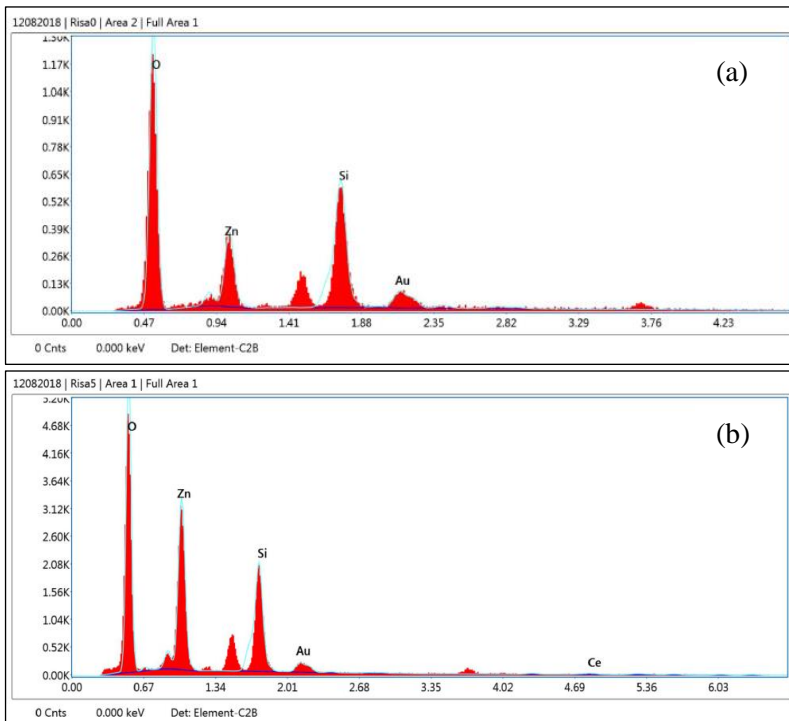 12082018 | Risa0 | Area 2 | Full Area 1
1.30K
1.17K
1.04K
0.91K
0.78K
0.65K
0.52K
0.39K
0.26K
0.13K
0.00K
O
Zn
Si
Au
(a)
0.00 0.47 0.94 1.41 1.88 2.35 2.82 3.29 3.76 4.23
0 Cnts 0.000 keV Det: Element-C2B
12082018 | Risa5 | Area 1 | Full Area 1
5.20K
4.68K
4.16K
3.64K
3.12K
2.60K
2.08K
1.56K
1.04K
0.52K
0.00K
O
Zn
Si
Au
Ce
(b)
0.00 0.67 1.34 2.01 2.68 3.35 4.02 4.69 5.36 6.03
0 Cnts 0.000 keV Det: Element-C2B